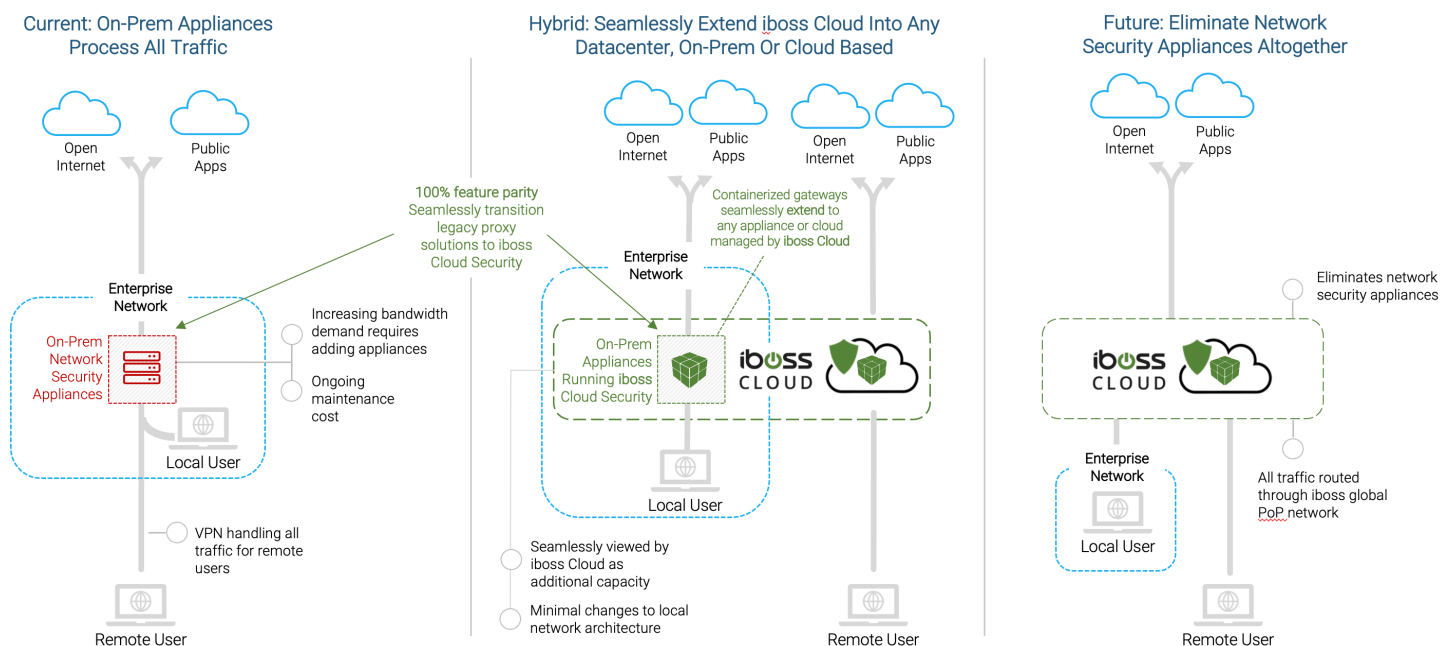 Current: On-Prem Appliances
Process All Traffic
Open
Internet
Public
Apps
Enterprise
Network
On-Prem
Network
Security
Appliances
Increasing bandwidth
demand requires
adding appliances
Ongoing
maintenance
cost
Local User
VPN handling all
traffic for remote
users
Remote User
100% feature parity
Seamlessly transition
legacy proxy
solutions to iboss
Cloud Security
Hybrid: Seamlessly Extend iboss Cloud Into Any
Datacenter, On-Prem Or Cloud Based
Open
Internet
Public
Apps
Open
Internet
Public
Apps
Containerized gateways
seamlessly extend to
any appliance or cloud
managed by iboss Cloud
Enterprise
Network
On-Prem
Appliances
Running iboss
Cloud Security
iboss
CLOUD
Local User
Seamlessly viewed by
iboss Cloud as
additional capacity
Minimal changes to local
network architecture
Remote User
Future: Eliminate Network
Security Appliances Altogether
Open
Internet
Public
Apps
Eliminates network
security appliances
iboss
CLOUD
Enterprise
Network
Local User
All traffic routed
through iboss global
PoP network
Remote User